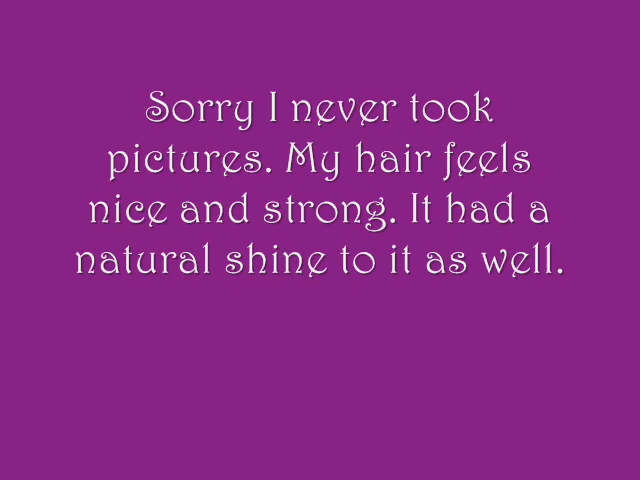 Sorry I never took
pictures. My hair feels
nice and strong. It had a
natural shine to it as well.